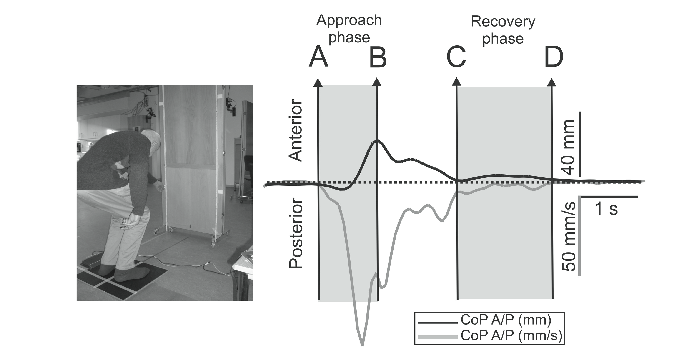 Approach
phase
Recovery
phase
A
B
C
D
Anterior
Posterior
40 mm
50 mm/s
1 s
CoP A/P (mm)
CoP A/P (mm/s)